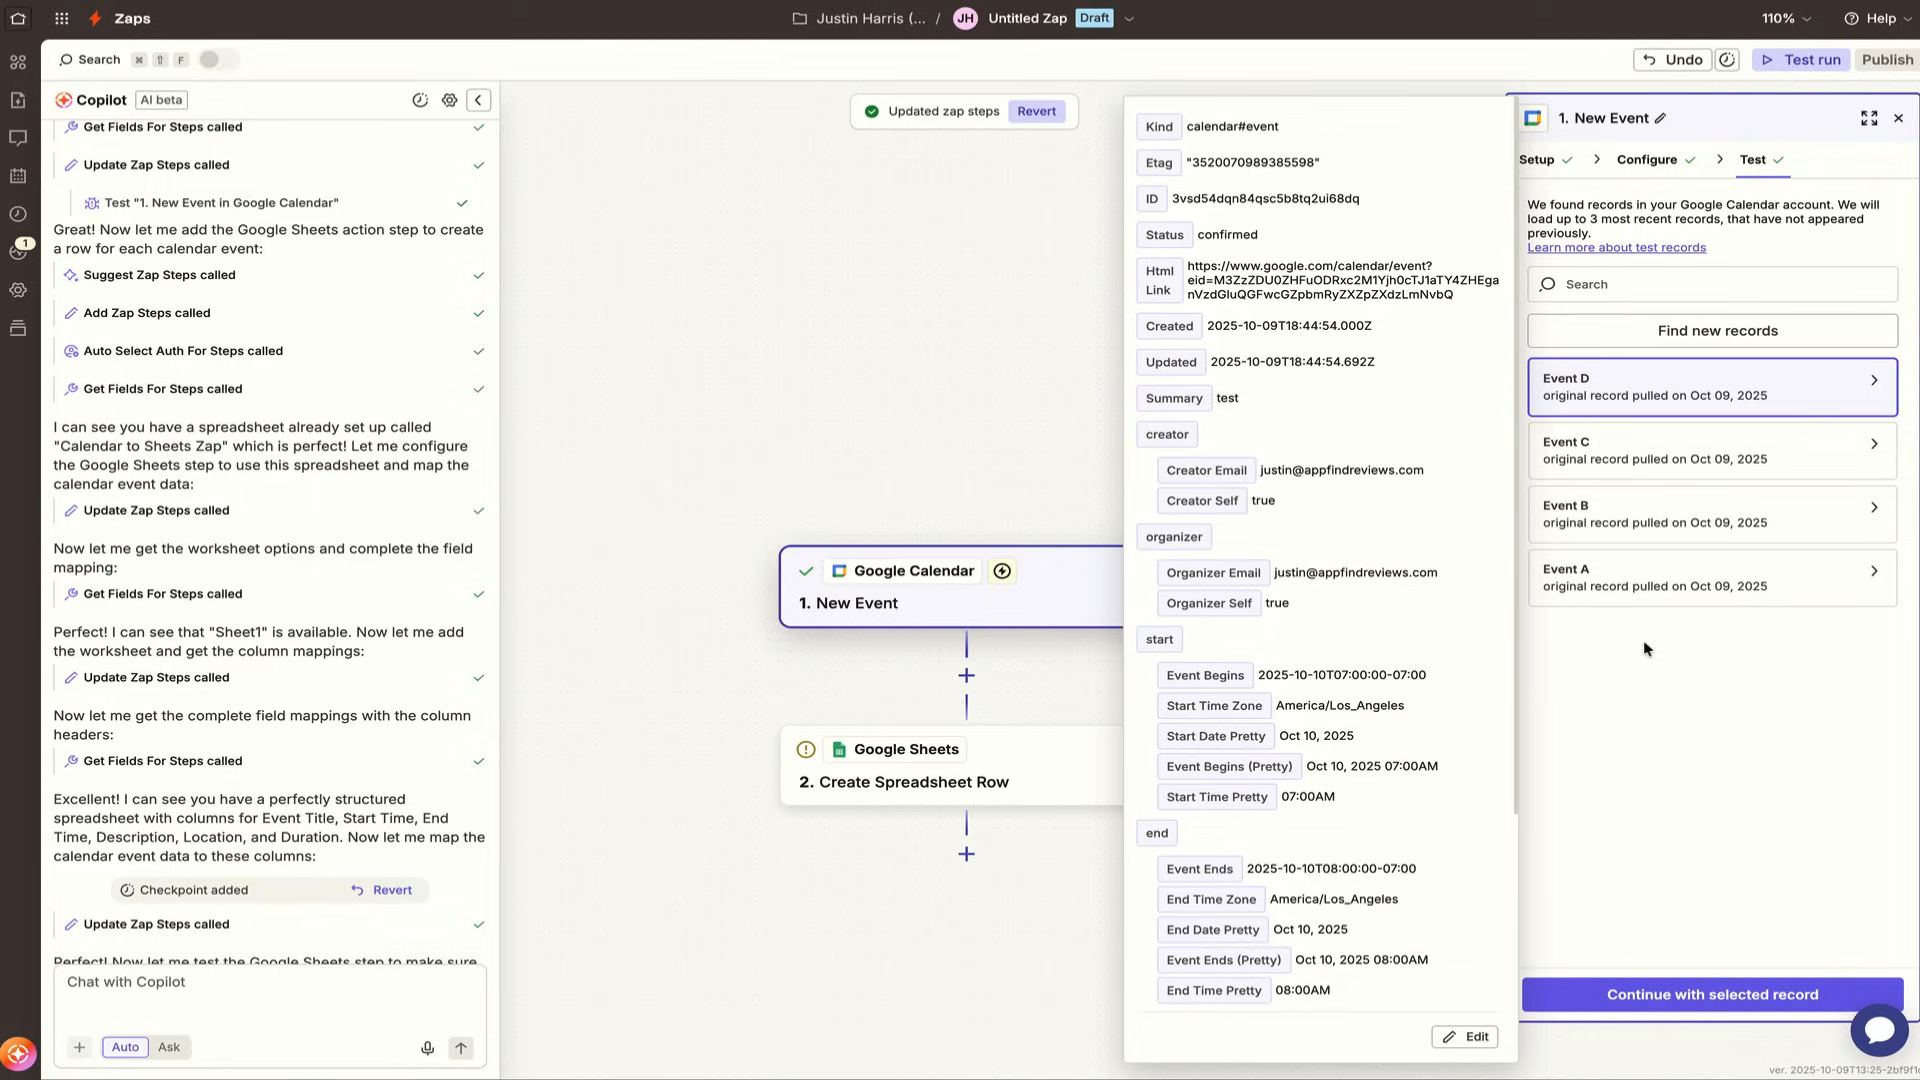 Zaps
Justin Harris (... / JH Untitled Zap Draft
110%
Help
Search ⌘ ⇧ F
Undo
Test run
Publish
1
Copilot AI beta
Get Fields For Steps called
Update Zap Steps called
Test "1. New Event in Google Calendar"
Great! Now let me add the Google Sheets action step to create
a row for each calendar event:
Suggest Zap Steps called
Add Zap Steps called
Auto Select Auth For Steps called
Get Fields For Steps called
I can see you have a spreadsheet already set up called
"Calendar to Sheets Zap" which is perfect! Let me configure
the Google Sheets step to use this spreadsheet and map the
calendar event data:
Update Zap Steps called
Now let me get the worksheet options and complete the field
mapping:
Get Fields For Steps called
Perfect! I can see that "Sheet1" is available. Now let me add
the worksheet and get the column mappings:
Update Zap Steps called
Now let me get the complete field mappings with the column
headers:
Get Fields For Steps called
Excellent! I can see you have a perfectly structured
spreadsheet with columns for Event Title, Start Time, End
Time, Description, Location, and Duration. Now let me map the
calendar event data to these columns:
Checkpoint added Revert
Update Zap Steps called
Perfect! Now let me test the Google Sheets step to make sure
Chat with Copilot
Auto Ask
Updated zap steps Revert
Google Calendar
1. New Event
Google Sheets
2. Create Spreadsheet Row
Kind calendar#event
Etag "3520070989385598"
ID 3vsd54dqn84qsc5b8tq2ui68dq
Status confirmed
Html
Link
https://www.google.com/calendar/event?
eid=M3ZzZDU0ZHFuODRxc2M1Yjh0cTJ1aTY4ZHEga
nVzdGluQGFwcGZpbmRyZXZpZXdzLmNvbQ
Created 2025-10-09T18:44:54.000Z
Updated 2025-10-09T18:44:54.692Z
Summary test
creator
Creator Email justin@appfindreviews.com
Creator Self true
organizer
Organizer Email justin@appfindreviews.com
Organizer Self true
start
Event Begins 2025-10-10T07:00:00-07:00
Start Time Zone America/Los_Angeles
Start Date Pretty Oct 10, 2025
Event Begins (Pretty) Oct 10, 2025 07:00AM
Start Time Pretty 07:00AM
end
Event Ends 2025-10-10T08:00:00-07:00
End Time Zone America/Los_Angeles
End Date Pretty Oct 10, 2025
Event Ends (Pretty) Oct 10, 2025 08:00AM
End Time Pretty 08:00AM
Edit
1. New Event
Setup Configure Test
We found records in your Google Calendar account. We will
load up to 3 most recent records, that have not appeared
previously.
Learn more about test records
Search
Find new records
Event D
original record pulled on Oct 09, 2025
Event C
original record pulled on Oct 09, 2025
Event B
original record pulled on Oct 09, 2025
Event A
original record pulled on Oct 09, 2025
Continue with selected record
ver. 2025-10-09T13:25-2bf9f1